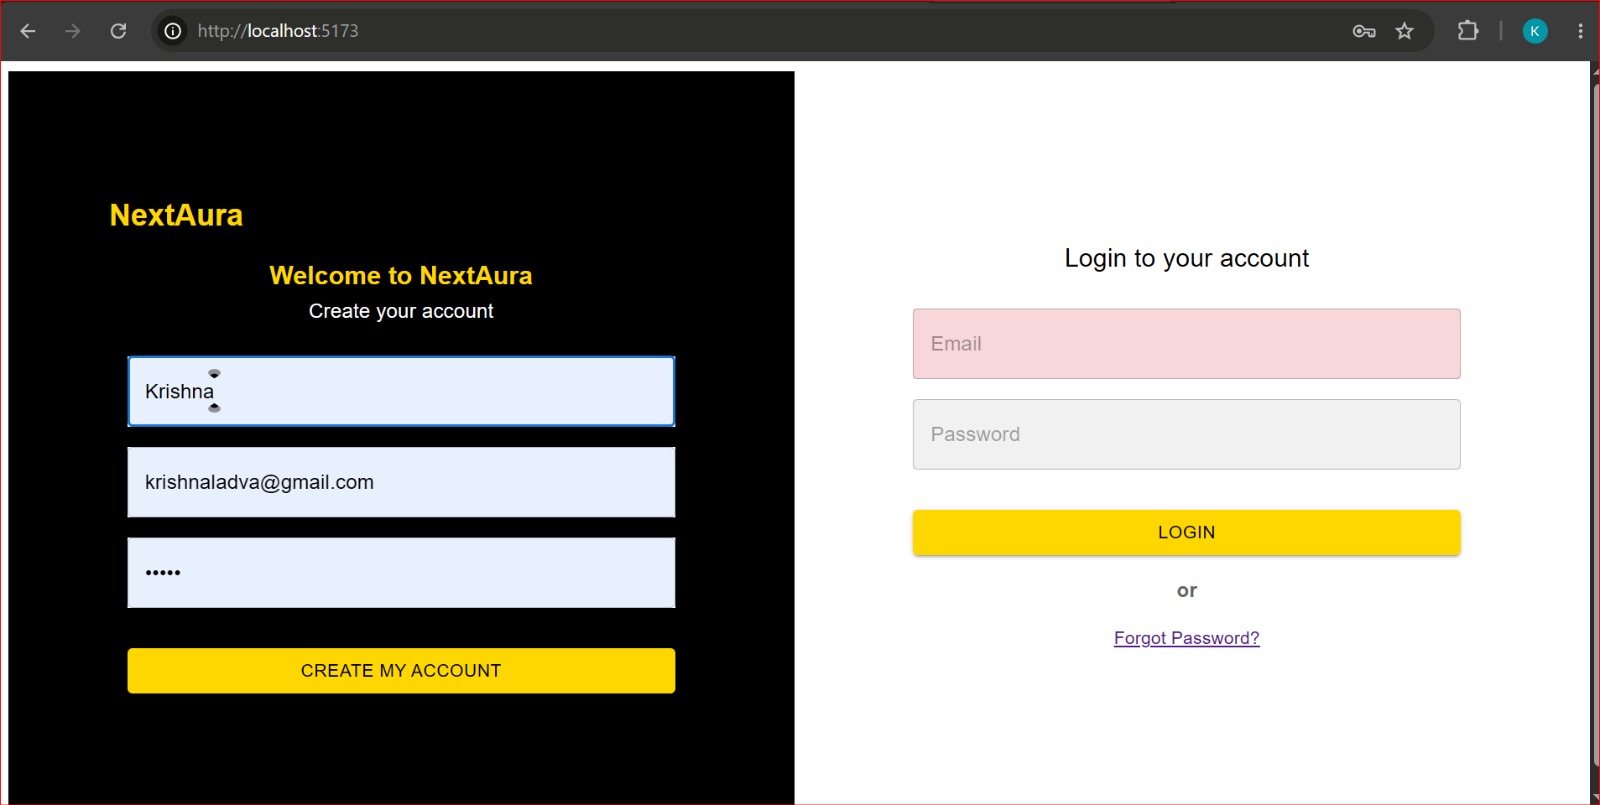 http://localhost:5173
K
NextAura
Welcome to NextAura
Create your account
Krishna
krishnaladva@gmail.com
•••••
CREATE MY ACCOUNT
Login to your account
Email
Password
LOGIN
or
Forgot Password?